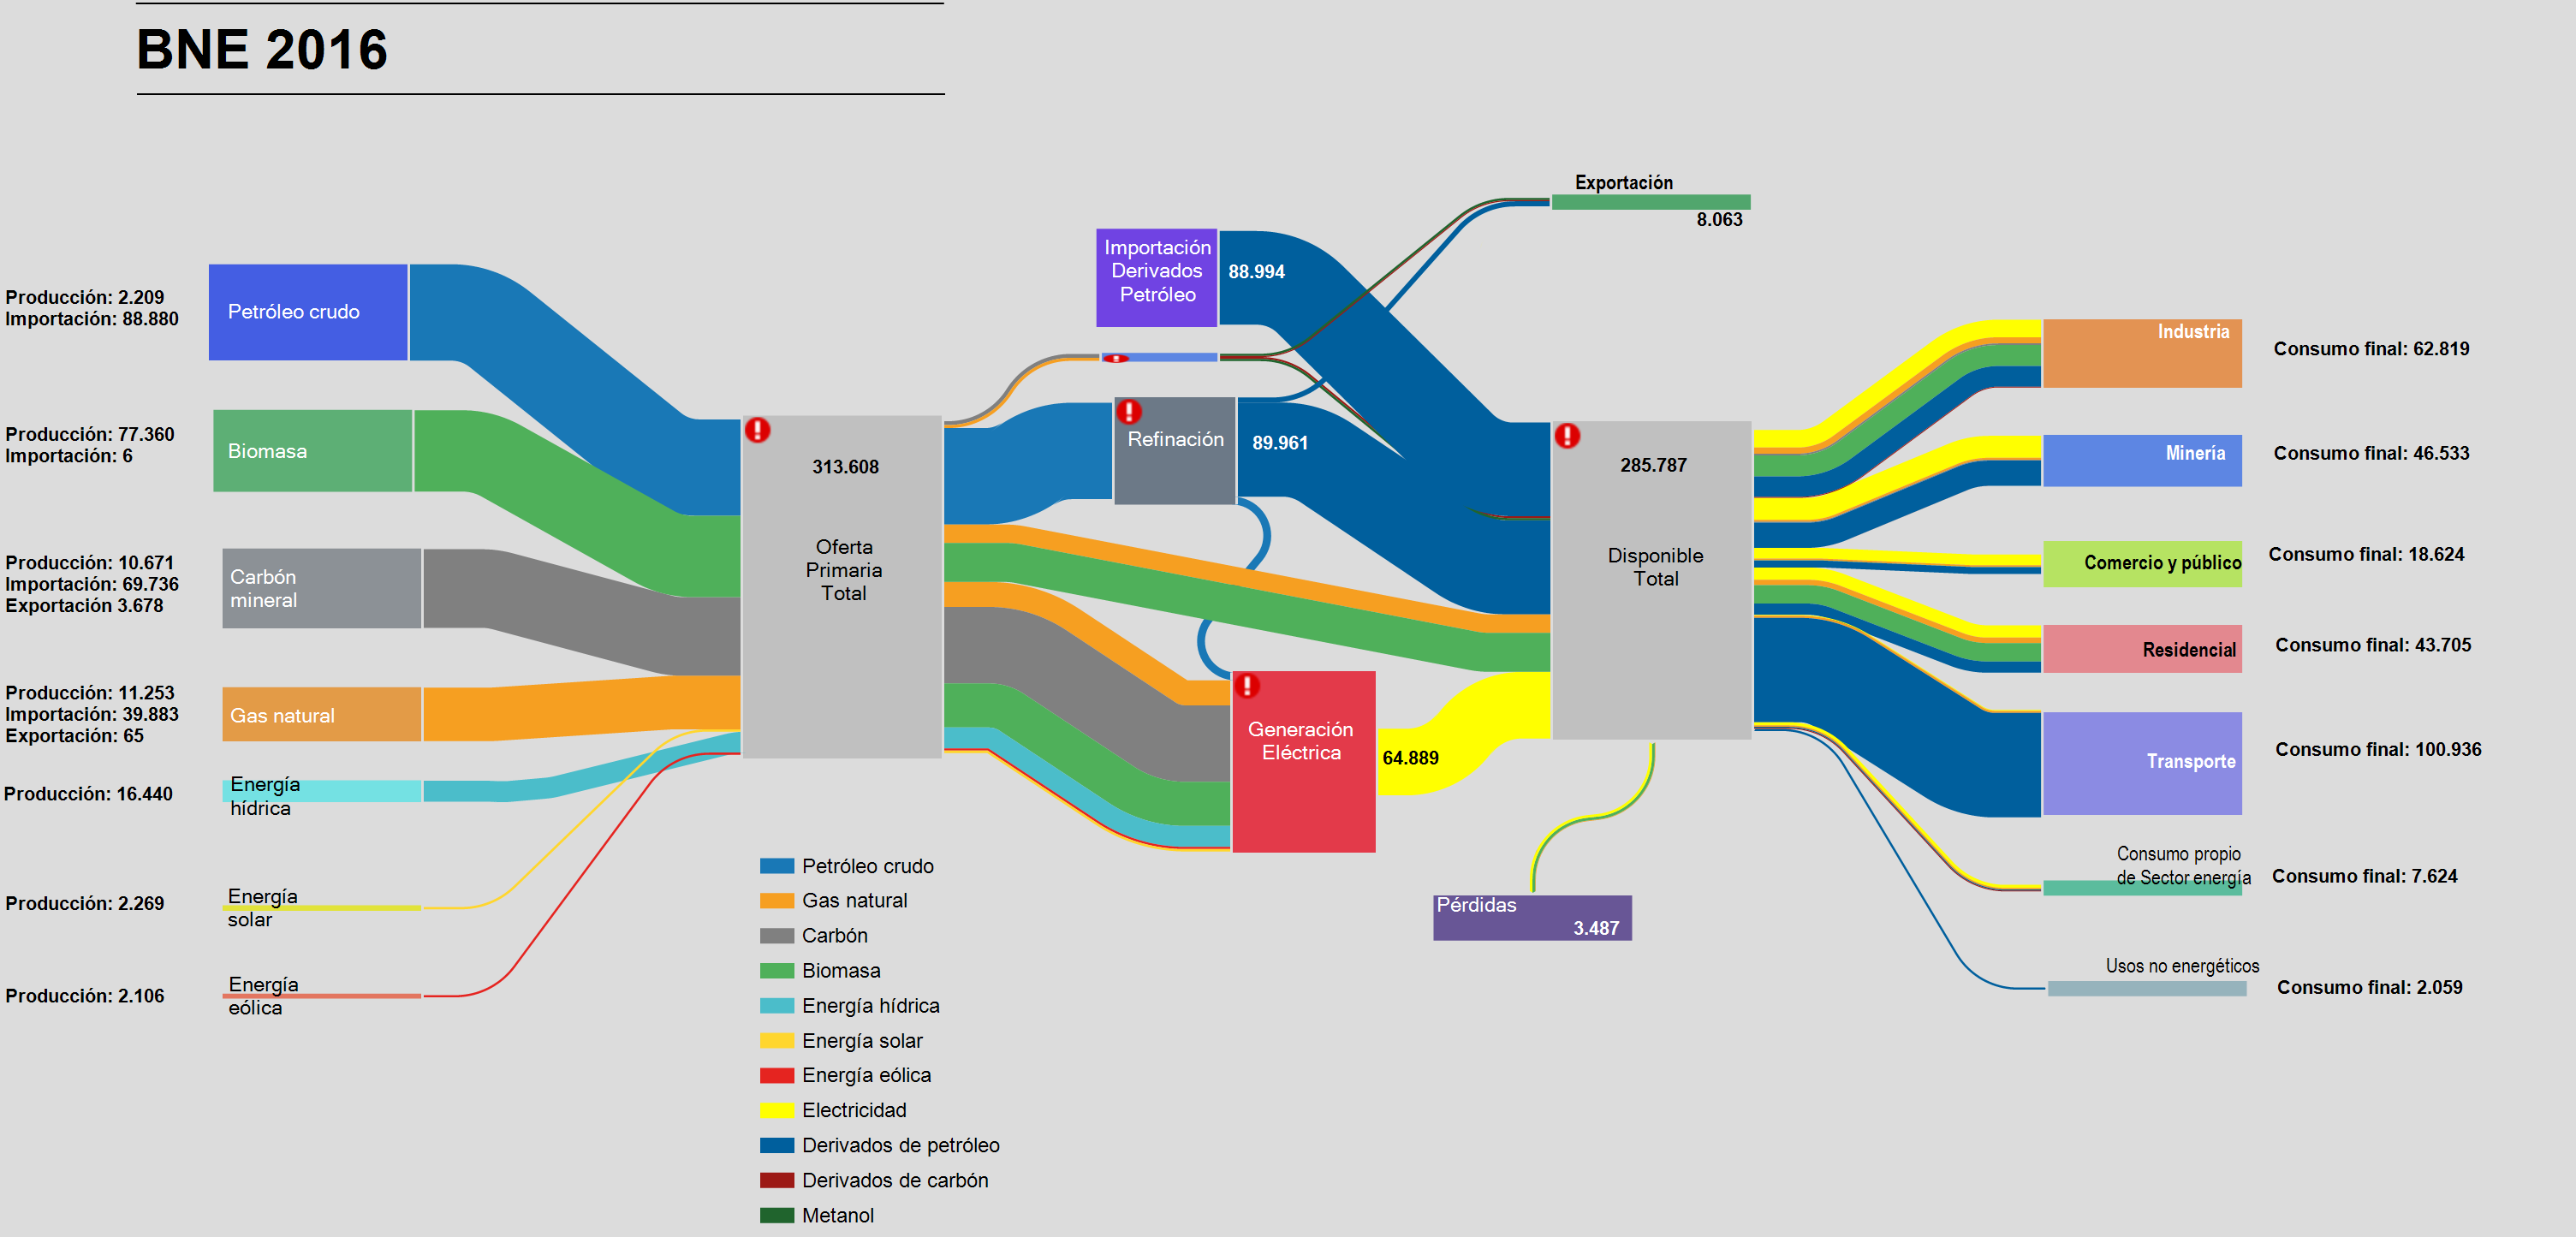 BNE 2016
Exportación
8.063
Importación
Derivados
Petróleo
88.994
Producción: 2.209
Importación: 88.880
Petróleo crudo
Industria
Consumo final: 62.819
Producción: 77.360
Importación: 6
Biomasa
313.608
Oferta
Primaria
Total
Refinación
89.961
285.787
Disponible
Total
Minería
Consumo final: 46.533
Producción: 10.671
Importación: 69.736
Exportación 3.678
Carbón
mineral
Comercio y público
Consumo final: 18.624
Residencial
Consumo final: 43.705
Producción: 11.253
Importación: 39.883
Exportación: 65
Gas natural
Generación
Eléctrica
64.889
Transporte
Consumo final: 100.936
Producción: 16.440
Energía
hídrica
Consumo propio
de Sector energía
Consumo final: 7.624
Producción: 2.269
Energía
solar
Pérdidas
3.487
Usos no energéticos
Consumo final: 2.059
Producción: 2.106
Energía
eólica
Petróleo crudo
Gas natural
Carbón
Biomasa
Energía hídrica
Energía solar
Energía eólica
Electricidad
Derivados de petróleo
Derivados de carbón
Metanol